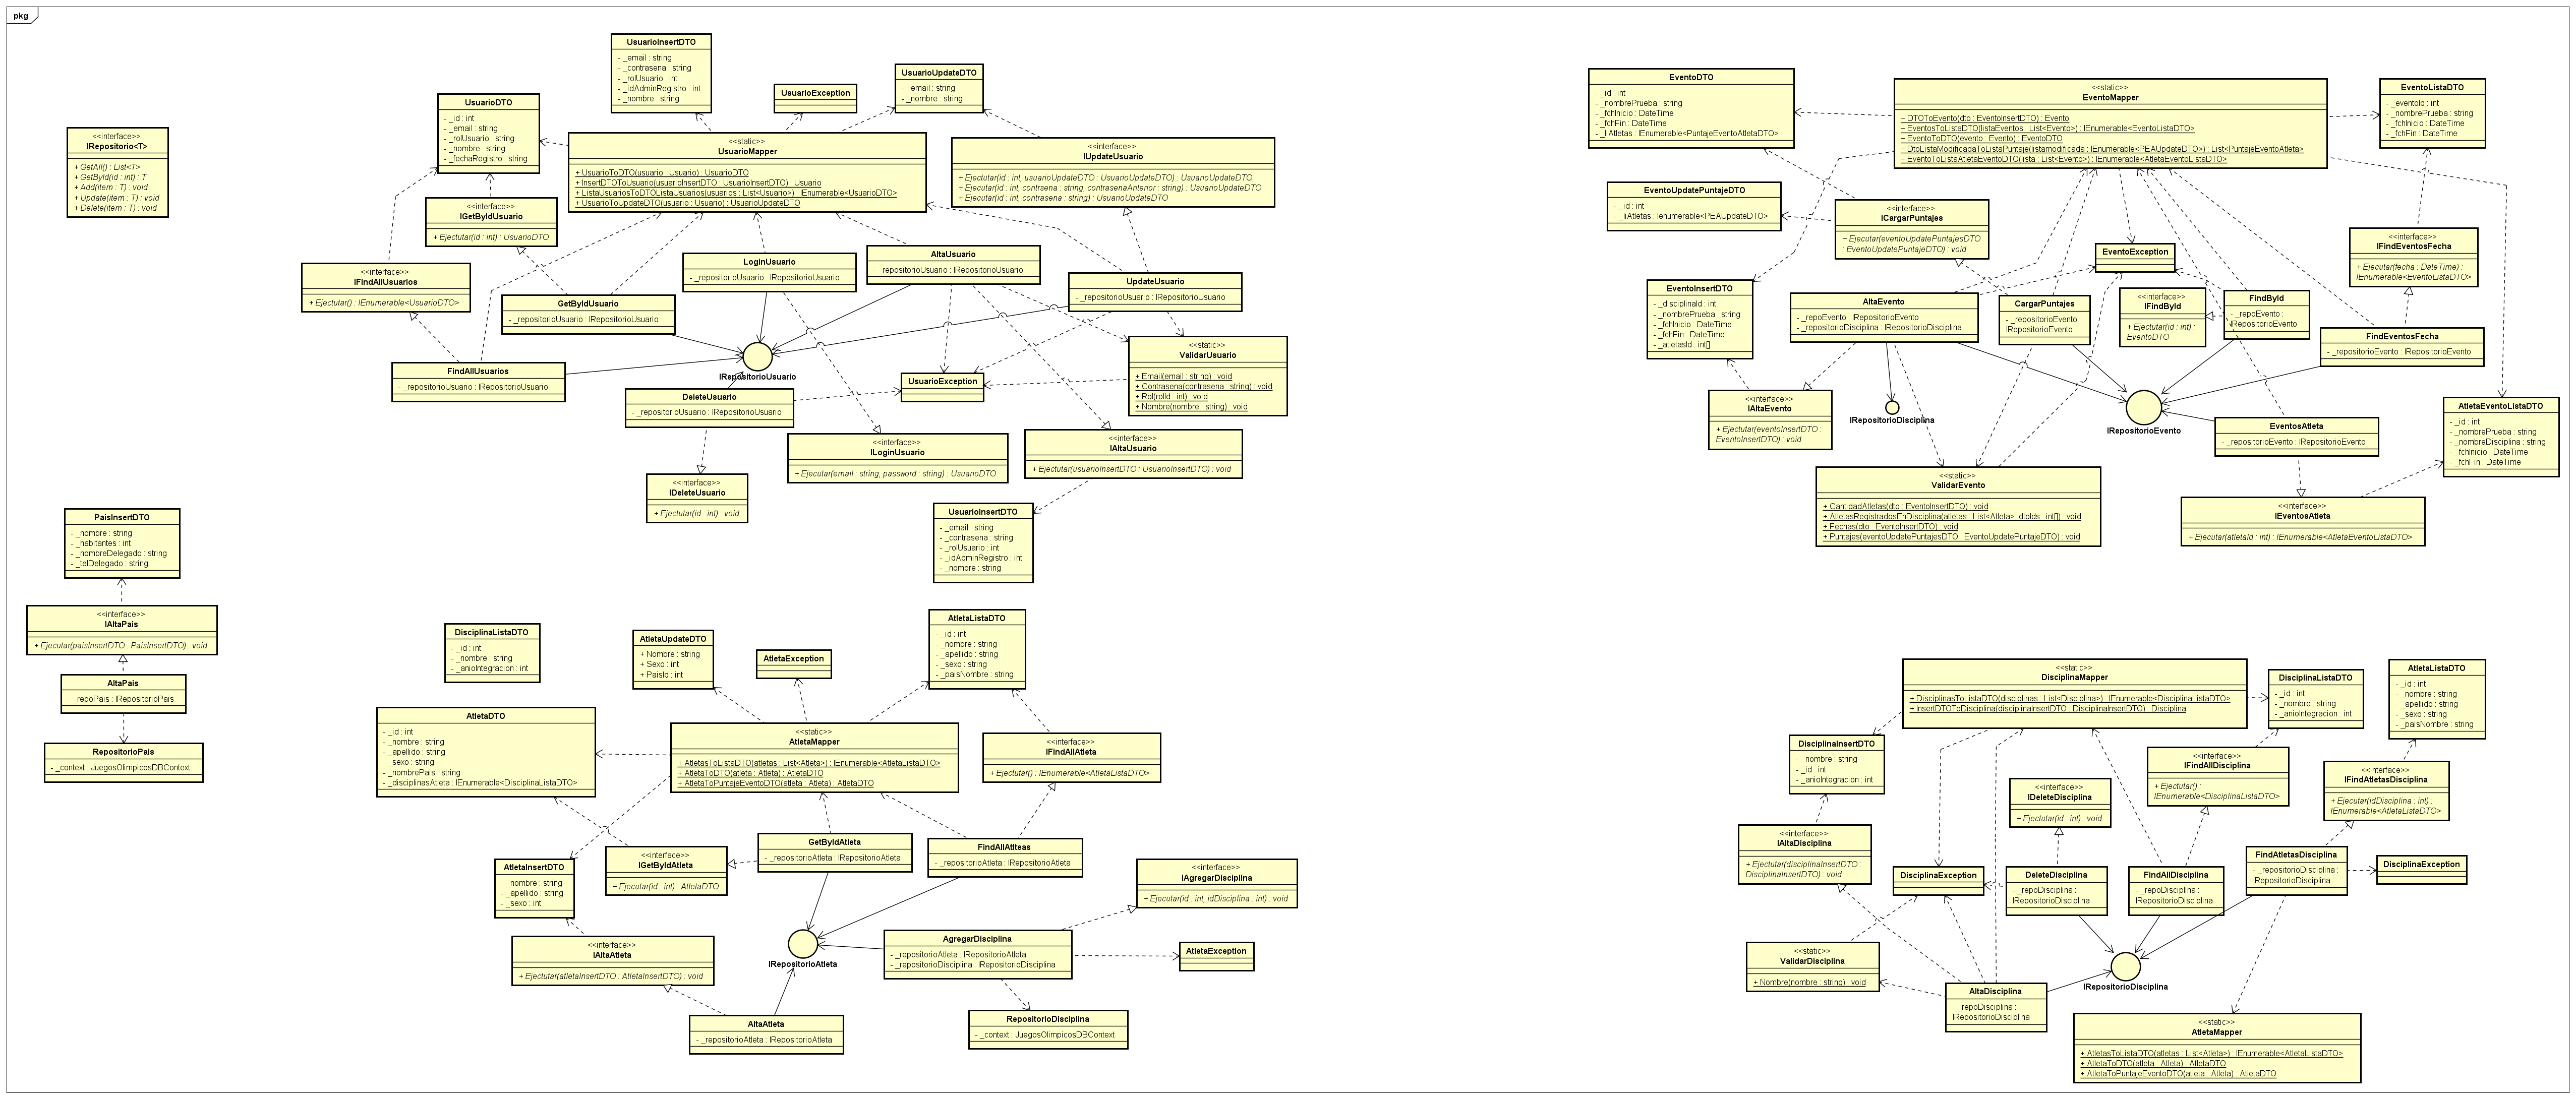 pkg
<<interface>>
IRepositorio<T>
+ GetAll() : List<T>
+ GetById(id : int) : T
+ Add(item : T) : void
+ Update(item : T) : void
+ Delete(item : T) : void
UsuarioDTO
- _id : int
- _email : string
- _rolUsuario : string
- _nombre : string
- _fechaRegistro : string
UsuarioInsertDTO
- _email : string
- _contrasena : string
- _rolUsuario : int
- _idAdminRegistro : int
- _nombre : string
UsuarioException
UsuarioUpdateDTO
- _email : string
- _nombre : string
<<static>>
UsuarioMapper
+ UsuarioToDTO(usuario : Usuario) : UsuarioDTO
+ InsertDTOToUsuario(usuarioInsertDTO : UsuarioInsertDTO) : Usuario
+ ListaUsuariosToDTOListaUsuarios(usuarios : List<Usuario>) : IEnumerable<UsuarioDTO>
+ UsuarioToUpdateDTO(usuario : Usuario) : UsuarioUpdateDTO
<<interface>>
IUpdateUsuario
+ Ejectutar(id : int, usuarioUpdateDTO : UsuarioUpdateDTO) : UsuarioUpdateDTO
+ Ejecutar(id : int, contrsena : string, contrasenaAnterior : string) : UsuarioUpdateDTO
+ Ejecutar(id : int, contrasena : string) : UsuarioUpdateDTO
<<interface>>
IGetByIdUsuario
+ Ejectutar(id : int) : UsuarioDTO
<<interface>>
IFindAllUsuarios
+ Ejecutar() : IEnumerable<UsuarioDTO>
GetByIdUsuario
- _repositorioUsuario : IRepositorioUsuario
LoginUsuario
- _repositorioUsuario : IRepositorioUsuario
AltaUsuario
- _repositorioUsuario : IRepositorioUsuario
UpdateUsuario
- _repositorioUsuario : IRepositorioUsuario
FindAllUsuarios
- _repositorioUsuario : IRepositorioUsuario
IRepositorioUsuario
DeleteUsuario
- _repositorioUsuario : IRepositorioUsuario
UsuarioException
<<static>>
ValidarUsuario
+ Email(email : string) : void
+ Contrasena(contrasena : string) : void
+ Rol(rolId : int) : void
+ Nombre(nombre : string) : void
<<interface>>
IDeleteUsuario
+ Ejecutar(id : int) : void
<<interface>>
ILoginUsuario
+ Ejecutar(email : string, password : string) : UsuarioDTO
<<interface>>
IAltaUsuario
+ Ejectutar(usuarioInsertDTO : UsuarioInsertDTO) : void
UsuarioInsertDTO
- _email : string
- _contrasena : string
- _rolUsuario : int
- _idAdminRegistro : int
- _nombre : string
EventoDTO
- _id : int
- _nombrePrueba : string
- _fchInicio : DateTime
- _fchFin : DateTime
- _liAtletas : IEnumerable<PuntajeEventoAtletaDTO>
<<static>>
EventoMapper
+ DTOToEvento(dto : EventoInsertDTO) : Evento
+ EventosToListaDTO(listaEventos : List<Evento>) : IEnumerable<EventoListaDTO>
+ EventoToDTO(evento : Evento) : EventoDTO
+ DtoListaModificadaToListaPuntaje(listamodificada : IEnumerable<PEAUpdateDTO>) : List<PuntajeEventoAtleta>
+ EventoToListaAtletaEventoDTO(lista : List<Evento>) : IEnumerable<AtletaEventoListaDTO>
EventoListaDTO
- _eventoId : int
- _nombrePrueba : string
- _fchInicio : DateTime
- _fchFin : DateTime
EventoUpdatePuntajeDTO
- _id : int
- _liAtletas : Ienumerable<PEAUpdateDTO>
<<interface>>
ICargarPuntajes
+ Ejecutar(eventoUpdatePuntajesDTO
: EventoUpdatePuntajeDTO) : void
EventoException
<<interface>>
IFindEventosFecha
+ Ejecutar(fecha : DateTime) :
IEnumerable<EventoListaDTO>
EventoInsertDTO
- _disciplinaId : int
- _nombrePrueba : string
- _fchInicio : DateTime
- _fchFin : DateTime
- _atletasId : int[]
AltaEvento
- _repoEvento : IRepositorioEvento
- _repositorioDisciplina : IRepositorioDisciplina
CargarPuntajes
- _repositorioEvento :
IRepositorioEvento
<<interface>>
IFindById
+ Ejecutar(id : int) :
EventoDTO
FindById
- _repoEvento :
IRepositorioEvento
FindEventosFecha
- _repositorioEvento : IRepositorioEvento
<<interface>>
IAltaEvento
+ Ejectutar(eventoInsertDTO :
EventoInsertDTO) : void
IRepositorioDisciplina
IRepositorioEvento
EventosAtleta
- _repositorioEvento : IRepositorioEvento
AtletaEventoListaDTO
- _id : int
- _nombrePrueba : string
- _nombreDisciplina : string
- _fchInicio : DateTime
- _fchFin : DateTime
<<static>>
ValidarEvento
+ CantidadAtletas(dto : EventoInsertDTO) : void
+ AtletasRegistradosEnDisciplina(atletas : List<Atleta>, dtoIds : int[]) : void
+ Fechas(dto : EventoInsertDTO) : void
+ Puntajes(eventoUpdatePuntajesDTO : EventoUpdatePuntajeDTO) : void
<<interface>>
IEventosAtleta
+ Ejecutar(atletaId : int) : IEnumerable<AtletaEventoListaDTO>
PaisInsertDTO
- _nombre : string
- _habitantes : int
- _nombreDelegado : string
- _telDelegado : string
<<interface>>
IAltaPais
+ Ejecutar(paisInsertDTO : PaisInsertDTO) : void
AltaPais
- _repoPais : IRepositorioPais
RepositorioPais
- _context : JuegosOlimpicosDBContext
DisciplinaListaDTO
- _id : int
- _nombre : string
- _anioIntegracion : int
AtletaUpdateDTO
+ Nombre : string
+ Sexo : int
+ PaisId : int
AtletaException
AtletaListaDTO
- _id : int
- _nombre : string
- _apellido : string
- _sexo : string
- _paisNombre : string
AtletaDTO
- _id : int
- _nombre : string
- _apellido : string
- _sexo : string
- _nombrePais : string
- _disciplinasAtleta : IEnumerable<DisciplinaListaDTO>
<<static>>
AtletaMapper
+ AtletasToListaDTO(atletas : List<Atleta>) : IEnumerable<AtletaListaDTO>
+ AtletaToDTO(atleta : Atleta) : AtletaDTO
+ AtletaToPuntajeEventoDTO(atleta : Atleta) : AtletaDTO
<<interface>>
IFindAllAtleta
+ Ejecutar() : IEnumerable<AtletaListaDTO>
AtletaInsertDTO
- _nombre : string
- _apellido : string
- _sexo : int
<<interface>>
IGetByIdAtleta
+ Ejecutar(id : int) : AtletaDTO
GetByIdAtleta
- _repositorioAtleta : IRepositorioAtleta
FindAllAtlteas
- _repositorioAtleta : IRepositorioAtleta
<<interface>>
IAgregarDisciplina
+ Ejecutar(id : int, idDisciplina : int) : void
<<interface>>
IAltaAtleta
+ Ejecutar(atletaInsertDTO : AtletaInsertDTO) : void
IRepositorioAtleta
AgregarDisciplina
- _repositorioAtleta : IRepositorioAtleta
- _repositorioDisciplina : IRepositorioDisciplina
AtletaException
AltaAtleta
- _repositorioAtleta : IRepositorioAtleta
RepositorioDisciplina
- _context : JuegosOlimpicosDBContext
<<static>>
DisciplinaMapper
+ DisciplinasToListaDTO(disciplinas : List<Disciplina>) : IEnumerable<DisciplinaListaDTO>
+ InsertDTOToDisciplina(disciplinaInsertDTO : DisciplinaInsertDTO) : Disciplina
DisciplinaListaDTO
- _id : int
- _nombre : string
- _anioIntegracion : int
AtletaListaDTO
- _id : int
- _nombre : string
- _apellido : string
- _sexo : string
- _paisNombre : string
DisciplinaInsertDTO
- _nombre : string
- _id : int
- _anioIntegracion : int
<<interface>>
IDeleteDisciplina
+ Ejecutar(id : int) : void
<<interface>>
IFindAllDisciplina
+ Ejecutar() :
IEnumerable<DisciplinaListaDTO>
<<interface>>
IFindAtletasDisciplina
+ Ejecutar(idDisciplina : int) :
IEnumerable<AtletaListaDTO>
<<interface>>
IAltaDisciplina
+ Ejecutar(disciplinaInsertDTO :
DisciplinaInsertDTO) : void
DisciplinaException
DeleteDisciplina
- _repoDisciplina :
IRepositorioDisciplina
FindAllDisciplina
- _repoDisciplina :
IRepositorioDisciplina
FindAtletasDisciplina
- _repositorioDisciplina :
IRepositorioDisciplina
DisciplinaException
<<static>>
ValidarDisciplina
+ Nombre(nombre : string) : void
AltaDisciplina
- _repoDisciplina :
IRepositorioDisciplina
IRepositorioDisciplina
<<static>>
AtletaMapper
+ AtletasToListaDTO(atletas : List<Atleta>) : IEnumerable<AtletaListaDTO>
+ AtletaToDTO(atleta : Atleta) : AtletaDTO
+ AtletaToPuntajeEventoDTO(atleta : Atleta) : AtletaDTO